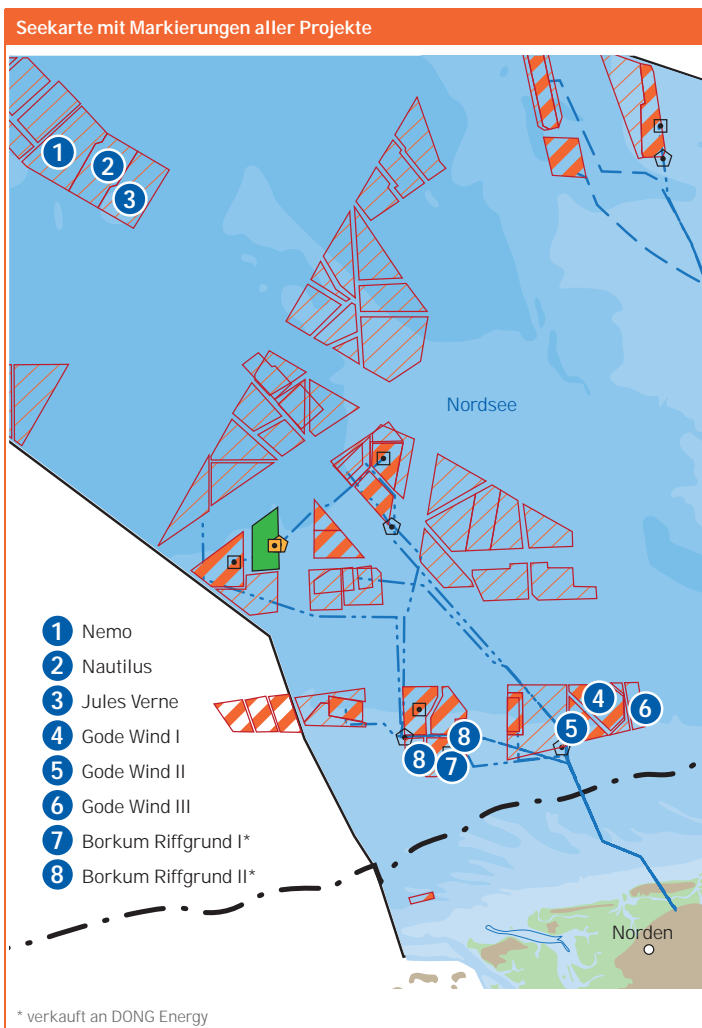 Seekarte mit Markierungen aller Projekte
1
2
3
Nordsee
4
6
5
8
8
7
1 Nemo
2 Nautilus
3 Jules Verne
4 Gode Wind I
5 Gode Wind II
6 Gode Wind III
7 Borkum Riffgrund I*
8 Borkum Riffgrund II*
Norden
* verkauft an DONG Energy